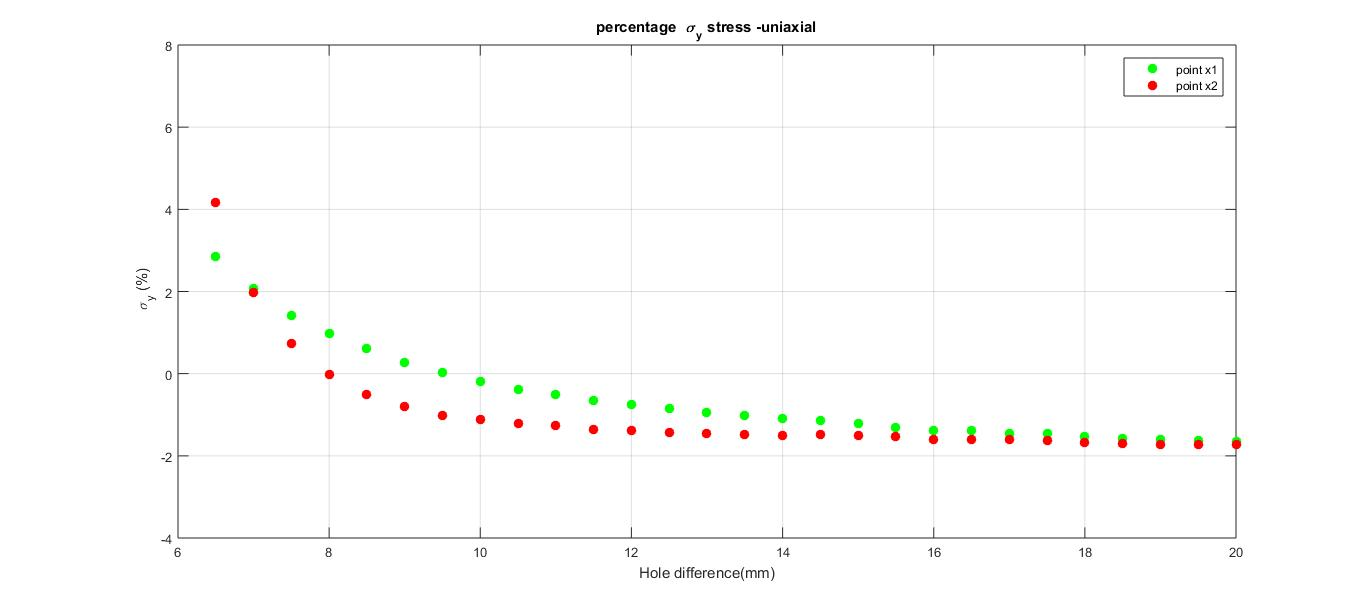 percentage σy stress -uniaxial
point x1
point x2
8
6
4
2
0
-2
-4
σy (%)
6 8 10 12 14 16 18 20
Hole difference(mm)